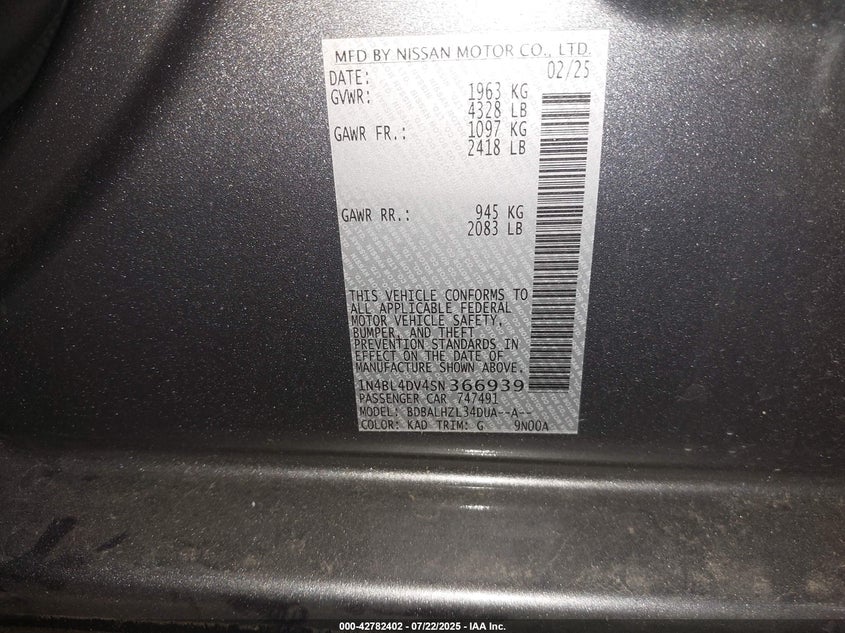 MFD BY NISSAN MOTOR CO., LTD.
DATE: 02/25
GVWR: 1963 KG
4328 LB
GAWR FR.: 1097 KG
2418 LB
GAWR RR.: 945 KG
2083 LB
THIS VEHICLE CONFORMS TO
ALL APPLICABLE FEDERAL
MOTOR VEHICLE SAFETY,
BUMPER, AND THEFT
PREVENTION STANDARDS IN
EFFECT ON THE DATE OF
MANUFACTURE SHOWN ABOVE.
1N4BL4DV4SN366939
PASSENGER CAR 747491
MODEL: BDBALHZL34DUA--A--
COLOR: KAD TRIM: G 9N00A
000-42782402 - 07/22/2025 - IAA Inc.